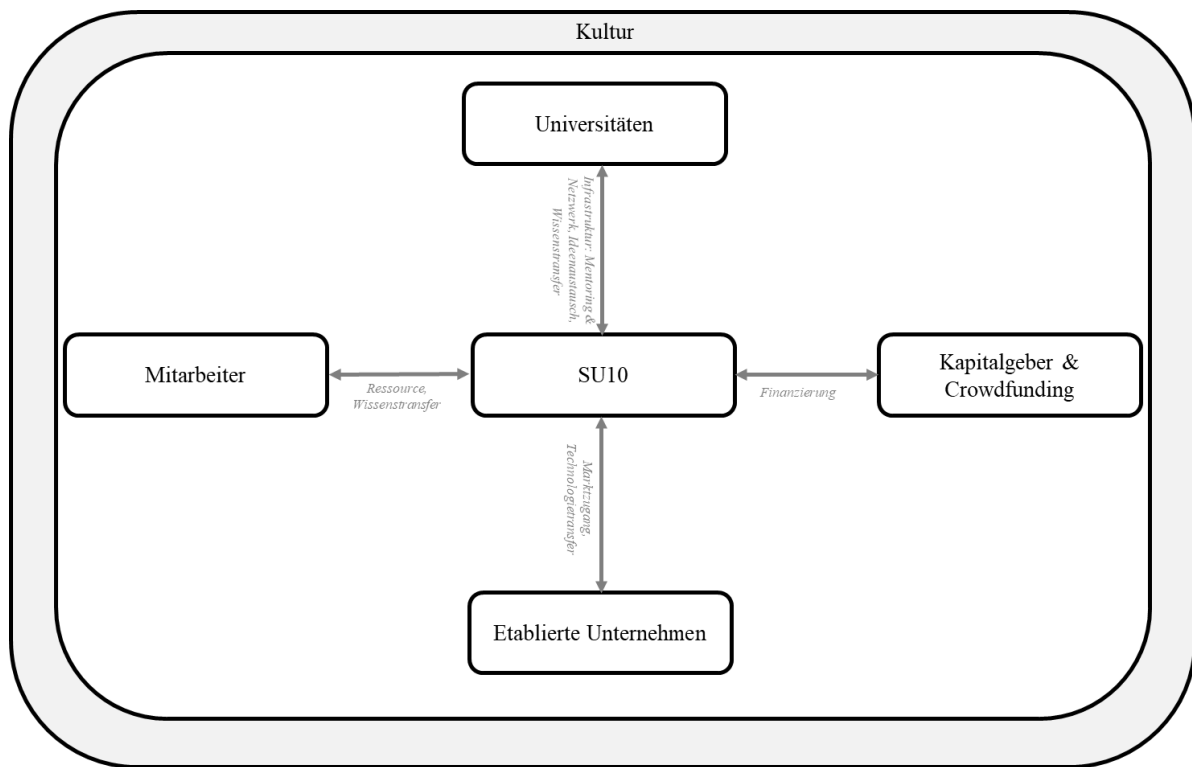 Kultur
Universitäten
Infrastruktur: Mentoring &
Netzwerk, Ideenaustausch,
Wissenstransfer
Mitarbeiter
Ressource,
Wissenstransfer
SU10
Finanzierung
Kapitalgeber &
Crowdfunding
Marktzugang,
Technologietransfer
Etablierte Unternehmen